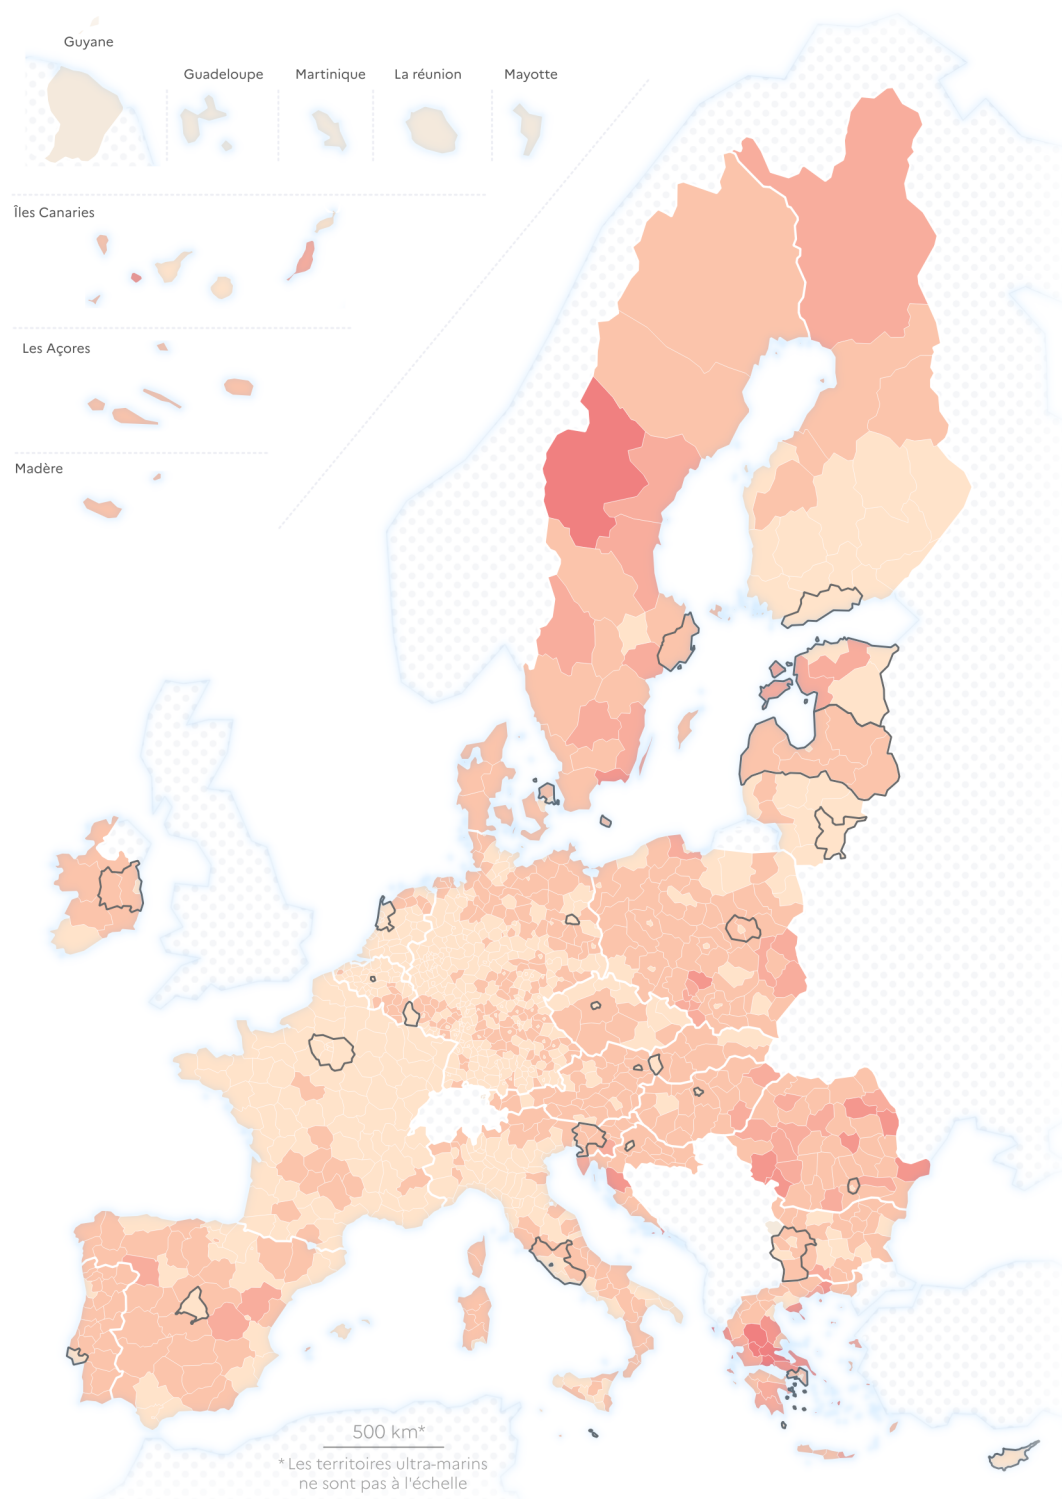 Guyane
Guadeloupe
Martinique
La réunion
Mayotte
Îles Canaries
Les Açores
Madère
500 km*
* Les territoires ultra-marins
ne sont pas à l'échelle